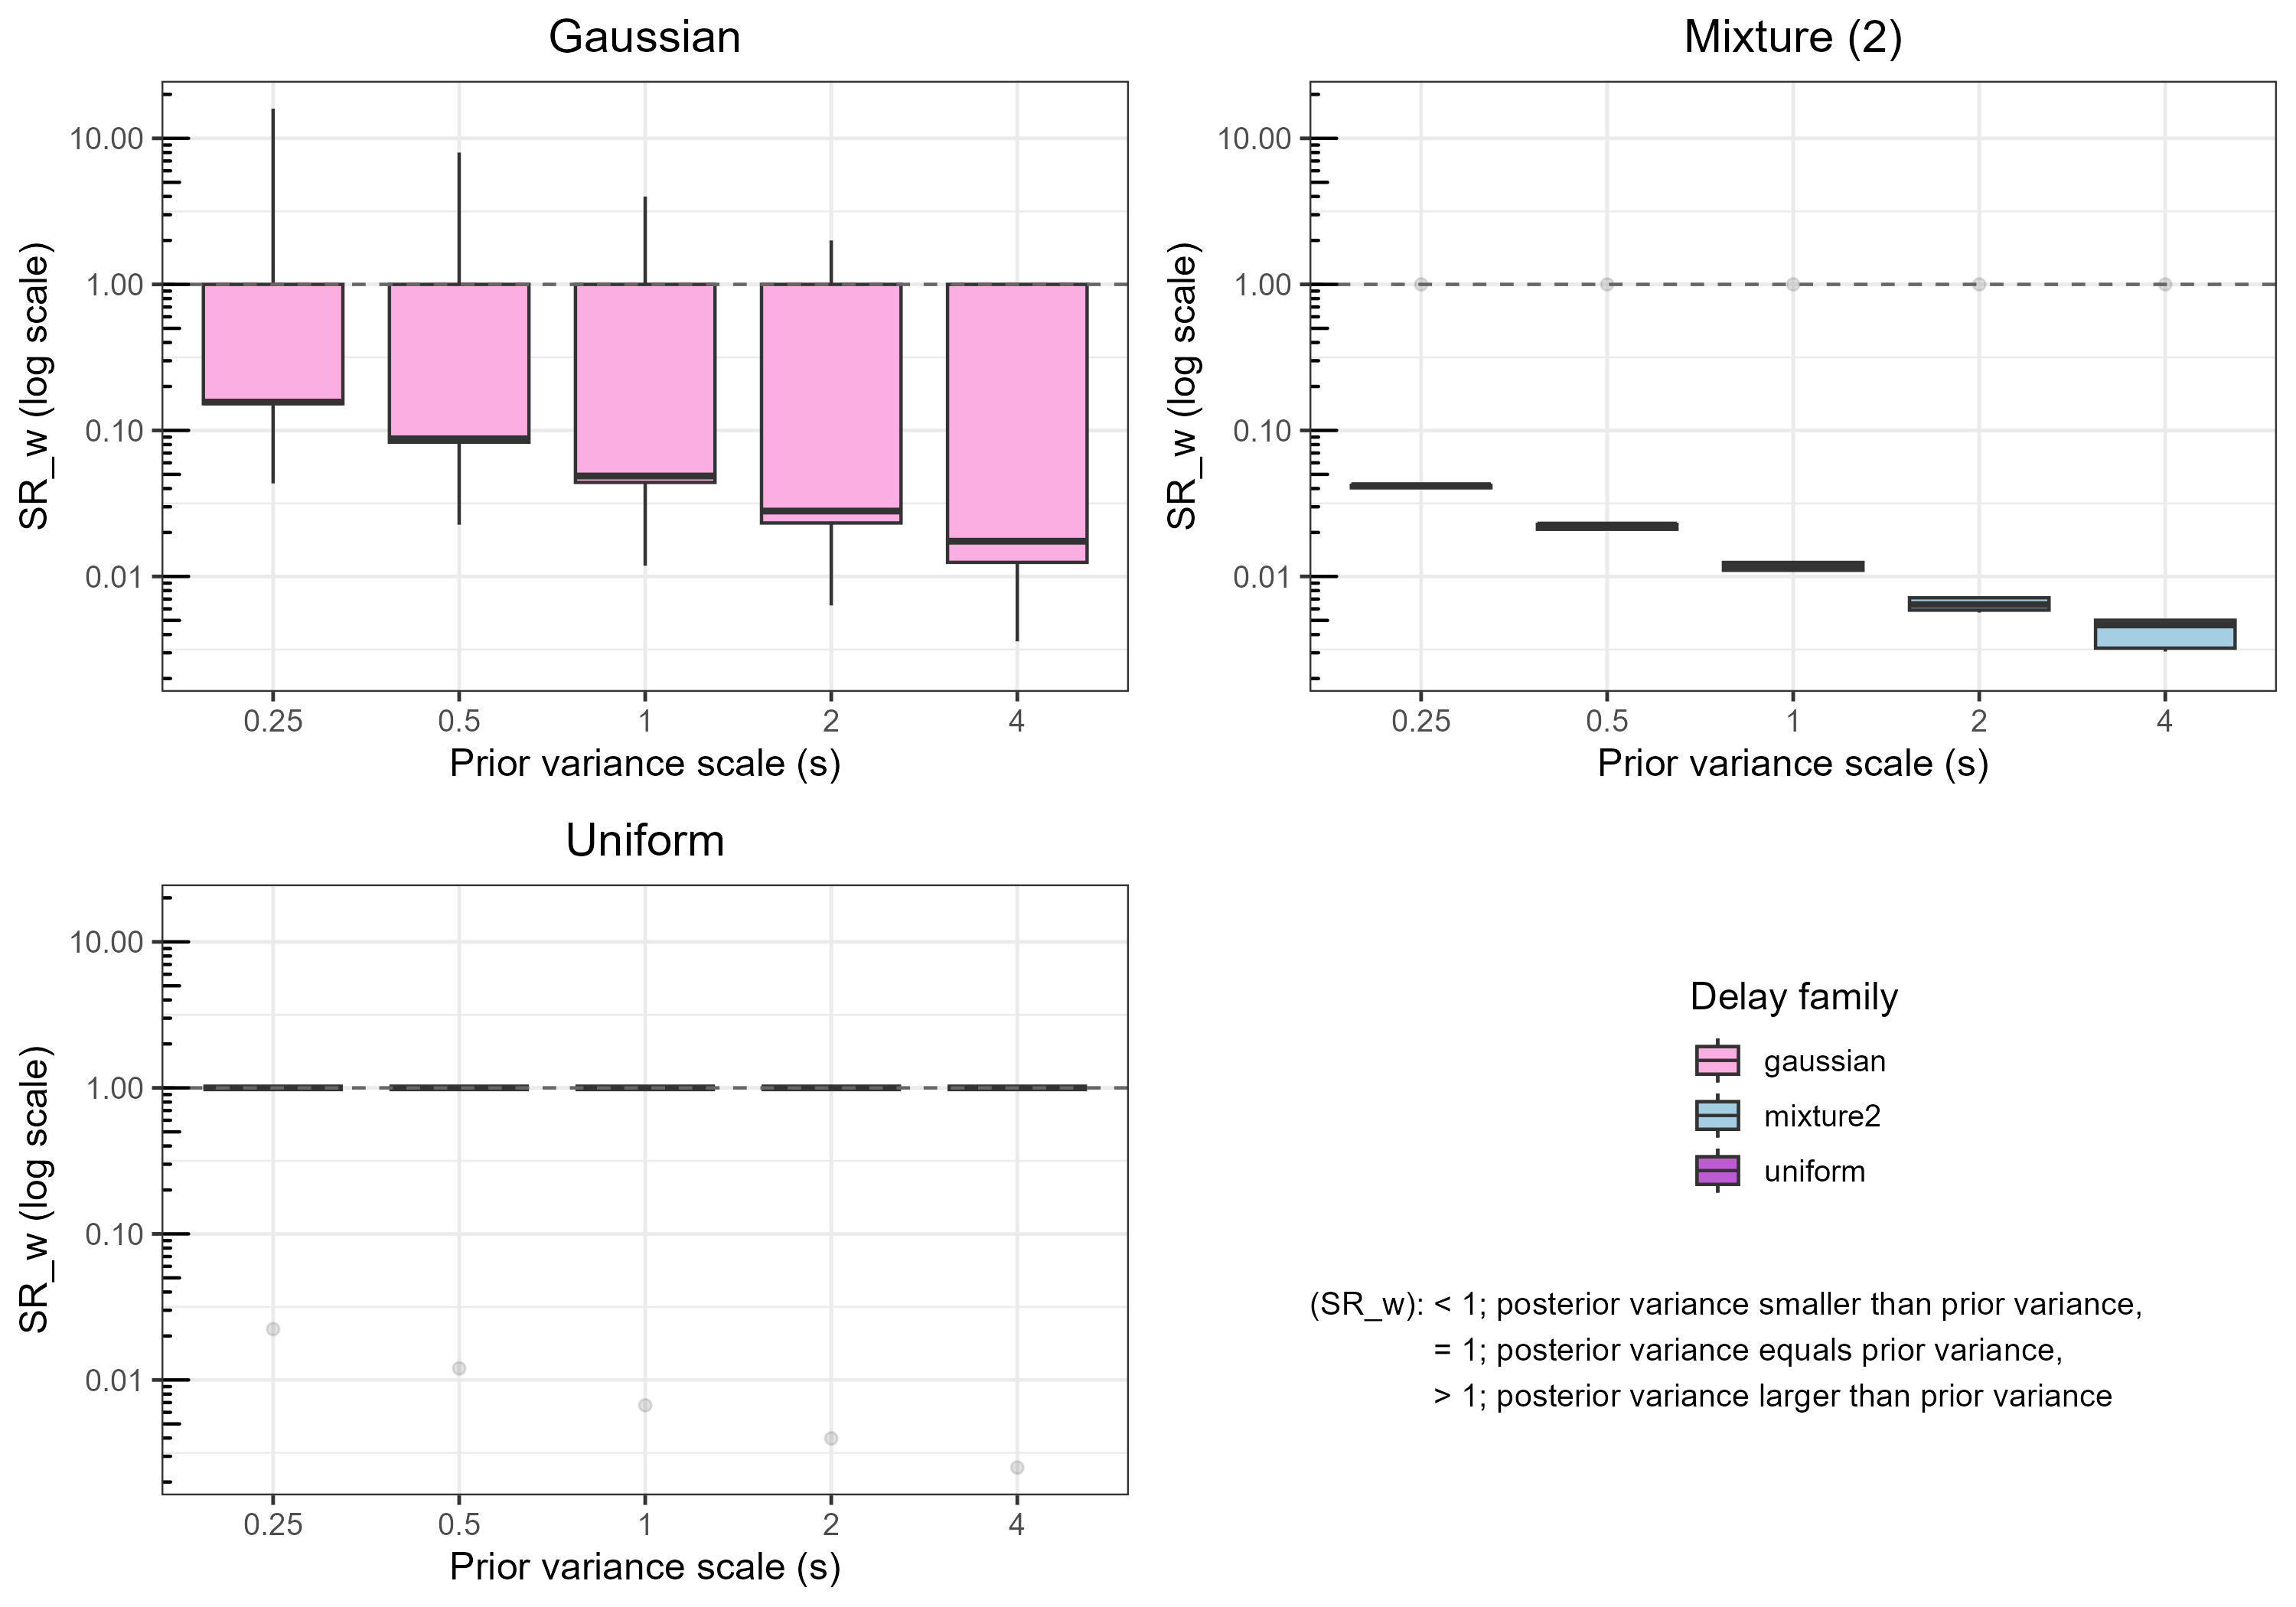 Gaussian
SR_w (log scale)
10.00
1.00
0.10
0.01
0.25 0.5 1 2 4
Prior variance scale (s)
Mixture (2)
SR_w (log scale)
10.00
1.00
0.10
0.01
0.25 0.5 1 2 4
Prior variance scale (s)
Uniform
SR_w (log scale)
10.00
1.00
0.10
0.01
0.25 0.5 1 2 4
Prior variance scale (s)
Delay family
gaussian
mixture2
uniform
(SR_w): < 1; posterior variance smaller than prior variance,
= 1; posterior variance equals prior variance,
> 1; posterior variance larger than prior variance